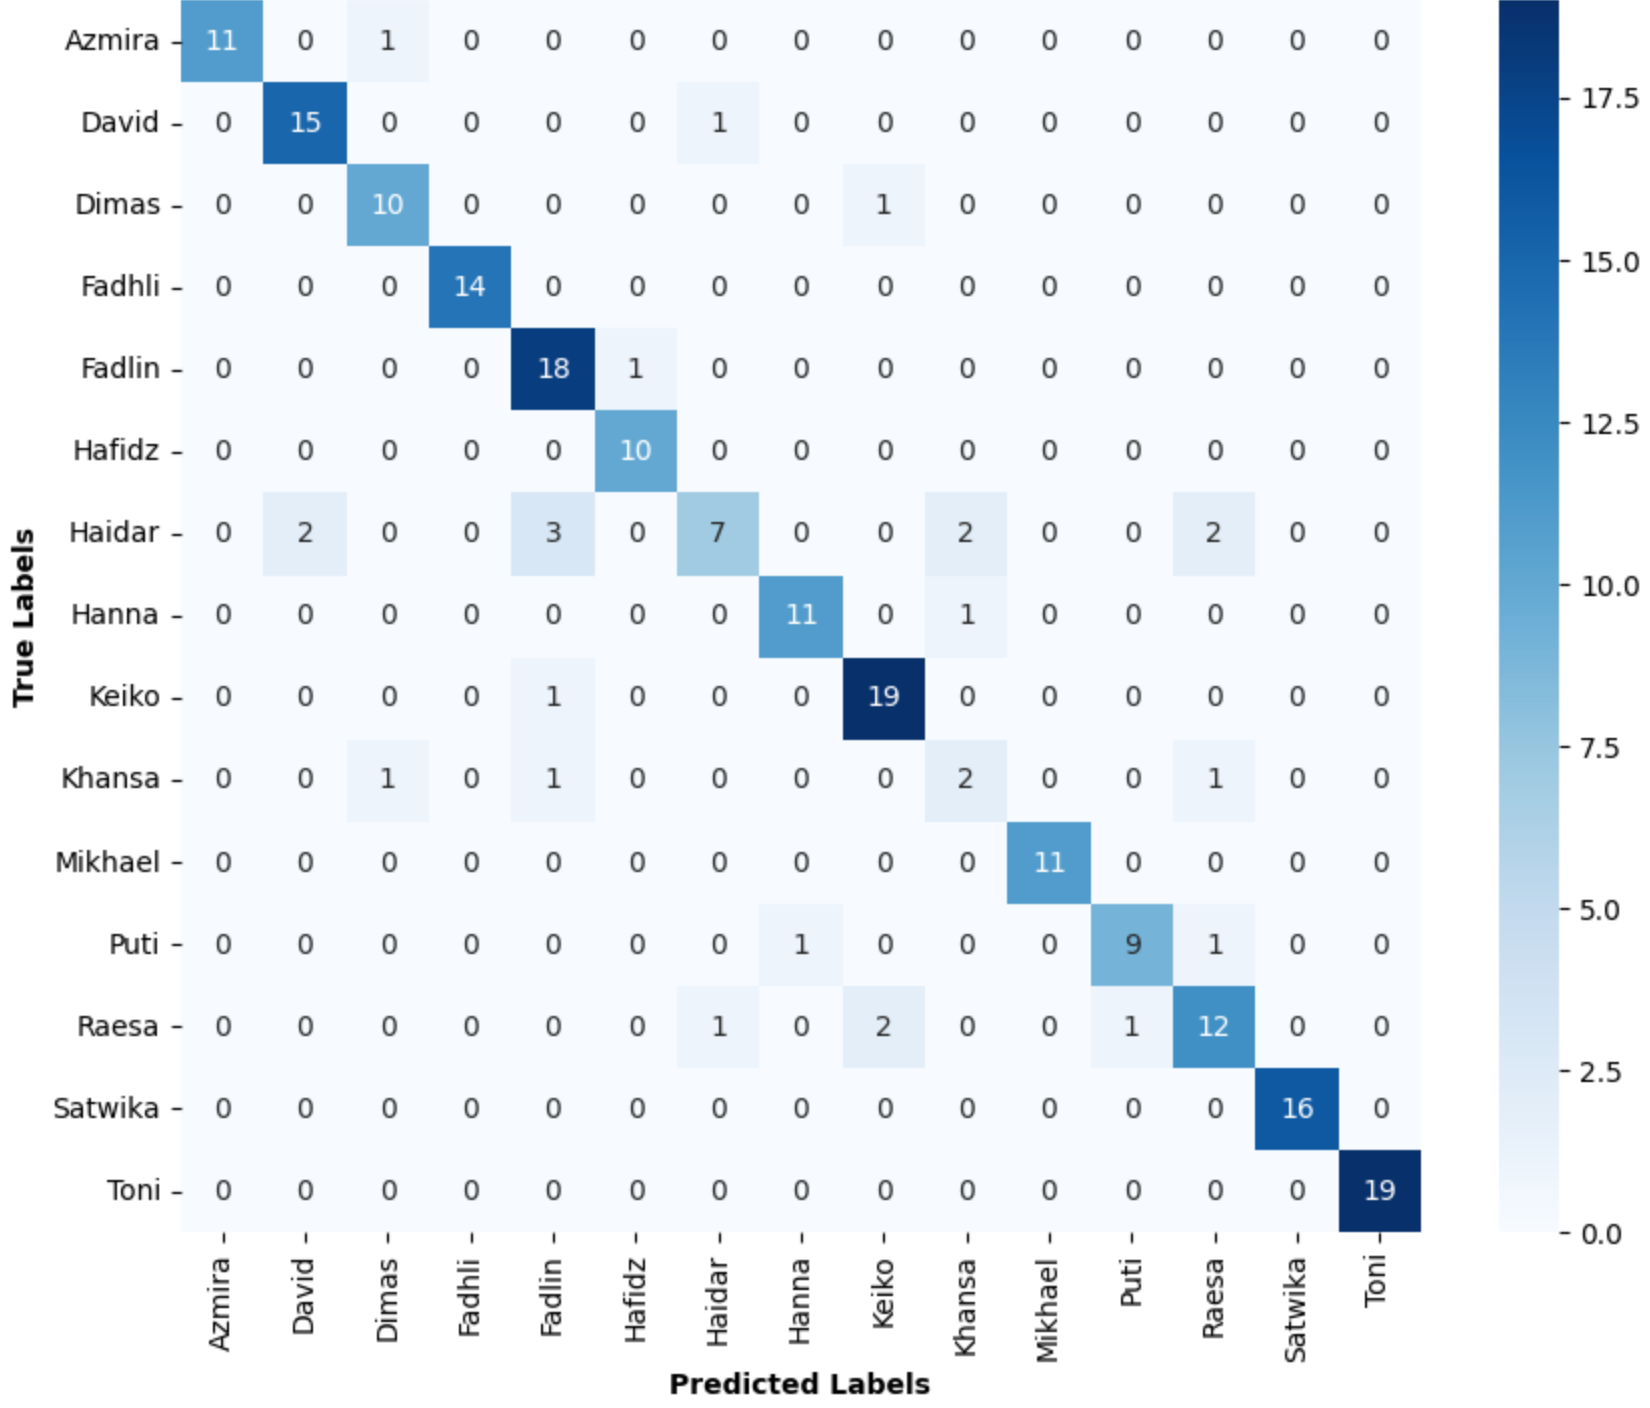 Azmira 11 0 1 0 0 0 0 0 0 0 0 0 0 0 0
David 0 15 0 0 0 0 1 0 0 0 0 0 0 0 0
Dimas 0 0 10 0 0 0 0 0 1 0 0 0 0 0 0
Fadhli 0 0 0 14 0 0 0 0 0 0 0 0 0 0 0
Fadlin 0 0 0 0 18 1 0 0 0 0 0 0 0 0 0
Hafidz 0 0 0 0 0 10 0 0 0 0 0 0 0 0 0
Haidar 0 2 0 0 3 0 7 0 0 2 0 0 2 0 0
Hanna 0 0 0 0 0 0 0 11 0 1 0 0 0 0 0
Keiko 0 0 0 0 1 0 0 0 19 0 0 0 0 0 0
Khansa 0 0 1 0 1 0 0 0 0 2 0 0 1 0 0
Mikhael 0 0 0 0 0 0 0 0 0 0 11 0 0 0 0
Puti 0 0 0 0 0 0 0 1 0 0 0 9 1 0 0
Raesa 0 0 0 0 0 0 1 0 2 0 0 1 12 0 0
Satwika 0 0 0 0 0 0 0 0 0 0 0 0 0 16 0
Toni 0 0 0 0 0 0 0 0 0 0 0 0 0 0 19
Azmira David Dimas Fadhli Fadlin Hafidz Haidar Hanna Keiko Khansa Mikhael Puti Raesa Satwika Toni
Predicted Labels
True Labels
17.5
15.0
12.5
10.0
7.5
5.0
2.5
0.0